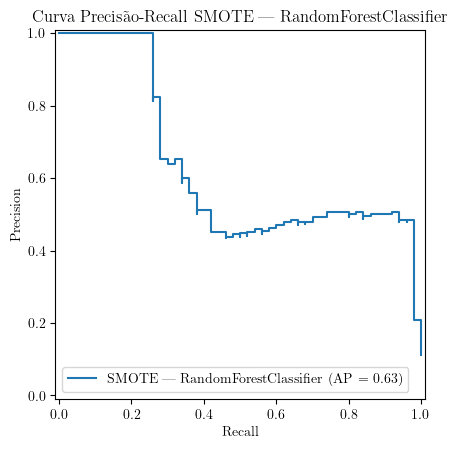 Curva Precisão-Recall SMOTE — RandomForestClassifier
1.0
0.8
0.6
0.4
0.2
0.0
Precision
SMOTE — RandomForestClassifier (AP = 0.63)
0.0 0.2 0.4 0.6 0.8 1.0
Recall